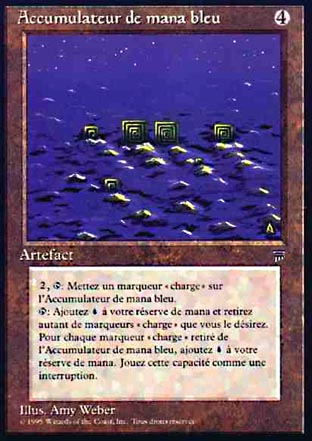 Accumulateur de mana bleu 4
Artefact
2, : Mettez un marqueur «charge» sur
l'Accumulateur de mana bleu.
: Ajoutez à votre réserve de mana et retirez
autant de marqueurs «charge» que vous le désirez.
Pour chaque marqueur «charge» retiré de
l'Accumulateur de mana bleu, ajoutez à votre
réserve de mana. Jouez cette capacité comme une
interruption.
Illus. Amy Weber
© 1995 Wizards of the Coast, Inc. Tous droits réservés